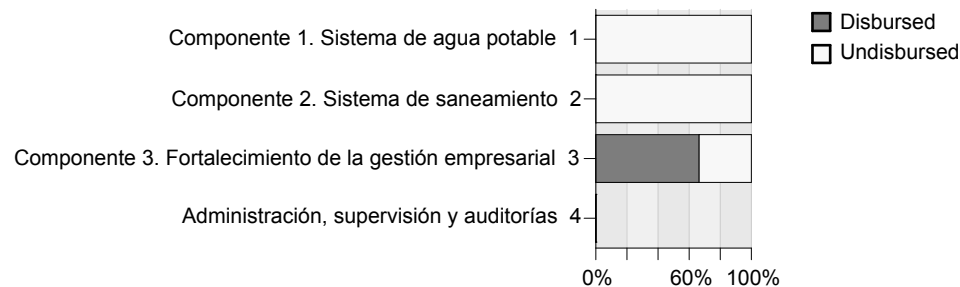 Componente 1. Sistema de agua potable 1
Componente 2. Sistema de saneamiento 2
Componente 3. Fortalecimiento de la gestión empresarial 3
Administración, supervisión y auditorías 4
0% 60% 100%
Disbursed
Undisbursed